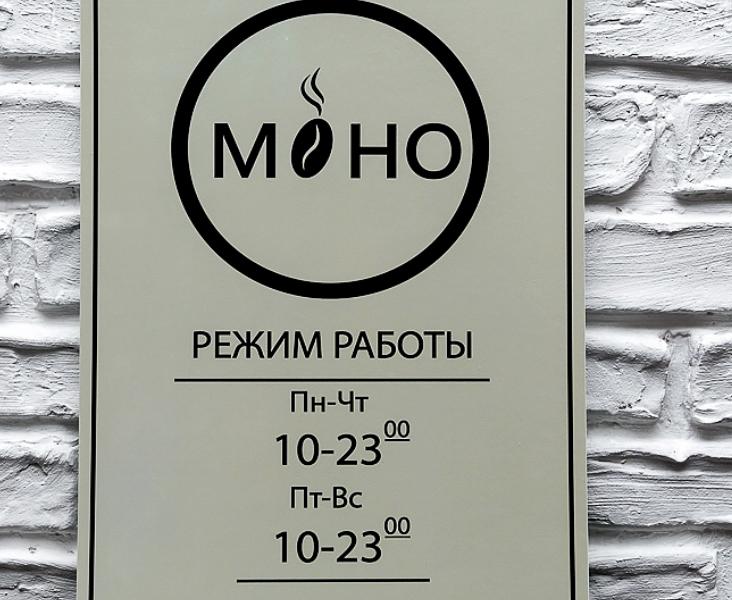 МОНО
РЕЖИМ РАБОТЫ
Пн-Чт
10-23⁰⁰
Пт-Вс
10-23⁰⁰